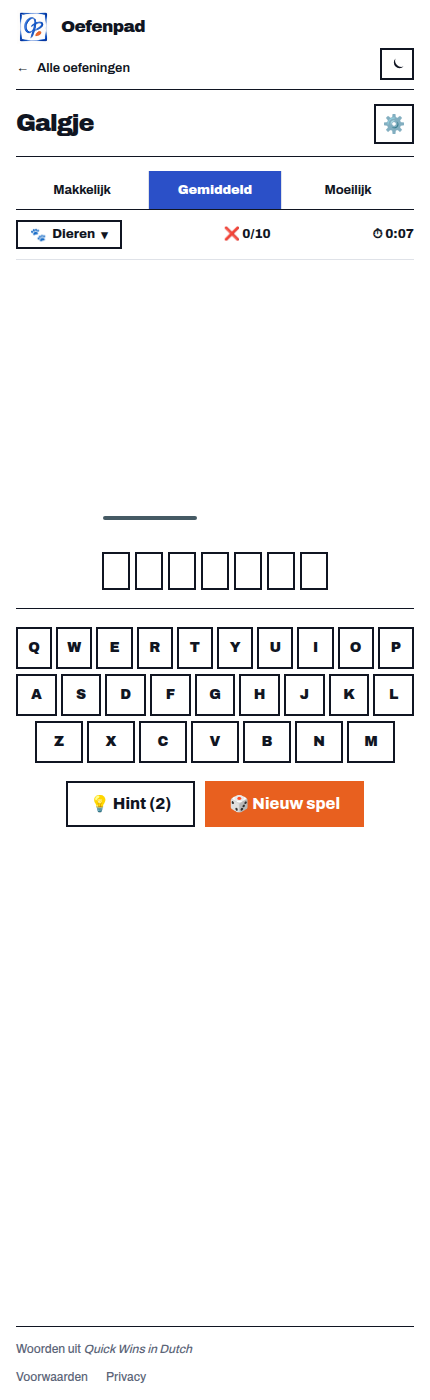 Oefenpad
← Alle oefeningen
Galgje
Makkelijk Gemiddeld Moeilijk
🐾 Dieren ▼ ❌ 0/10 ⏱ 0:07
Q W E R T Y U I O P
A S D F G H J K L
Z X C V B N M
💡 Hint (2) 🎲 Nieuw spel
Woorden uit Quick Wins in Dutch
Voorwaarden Privacy